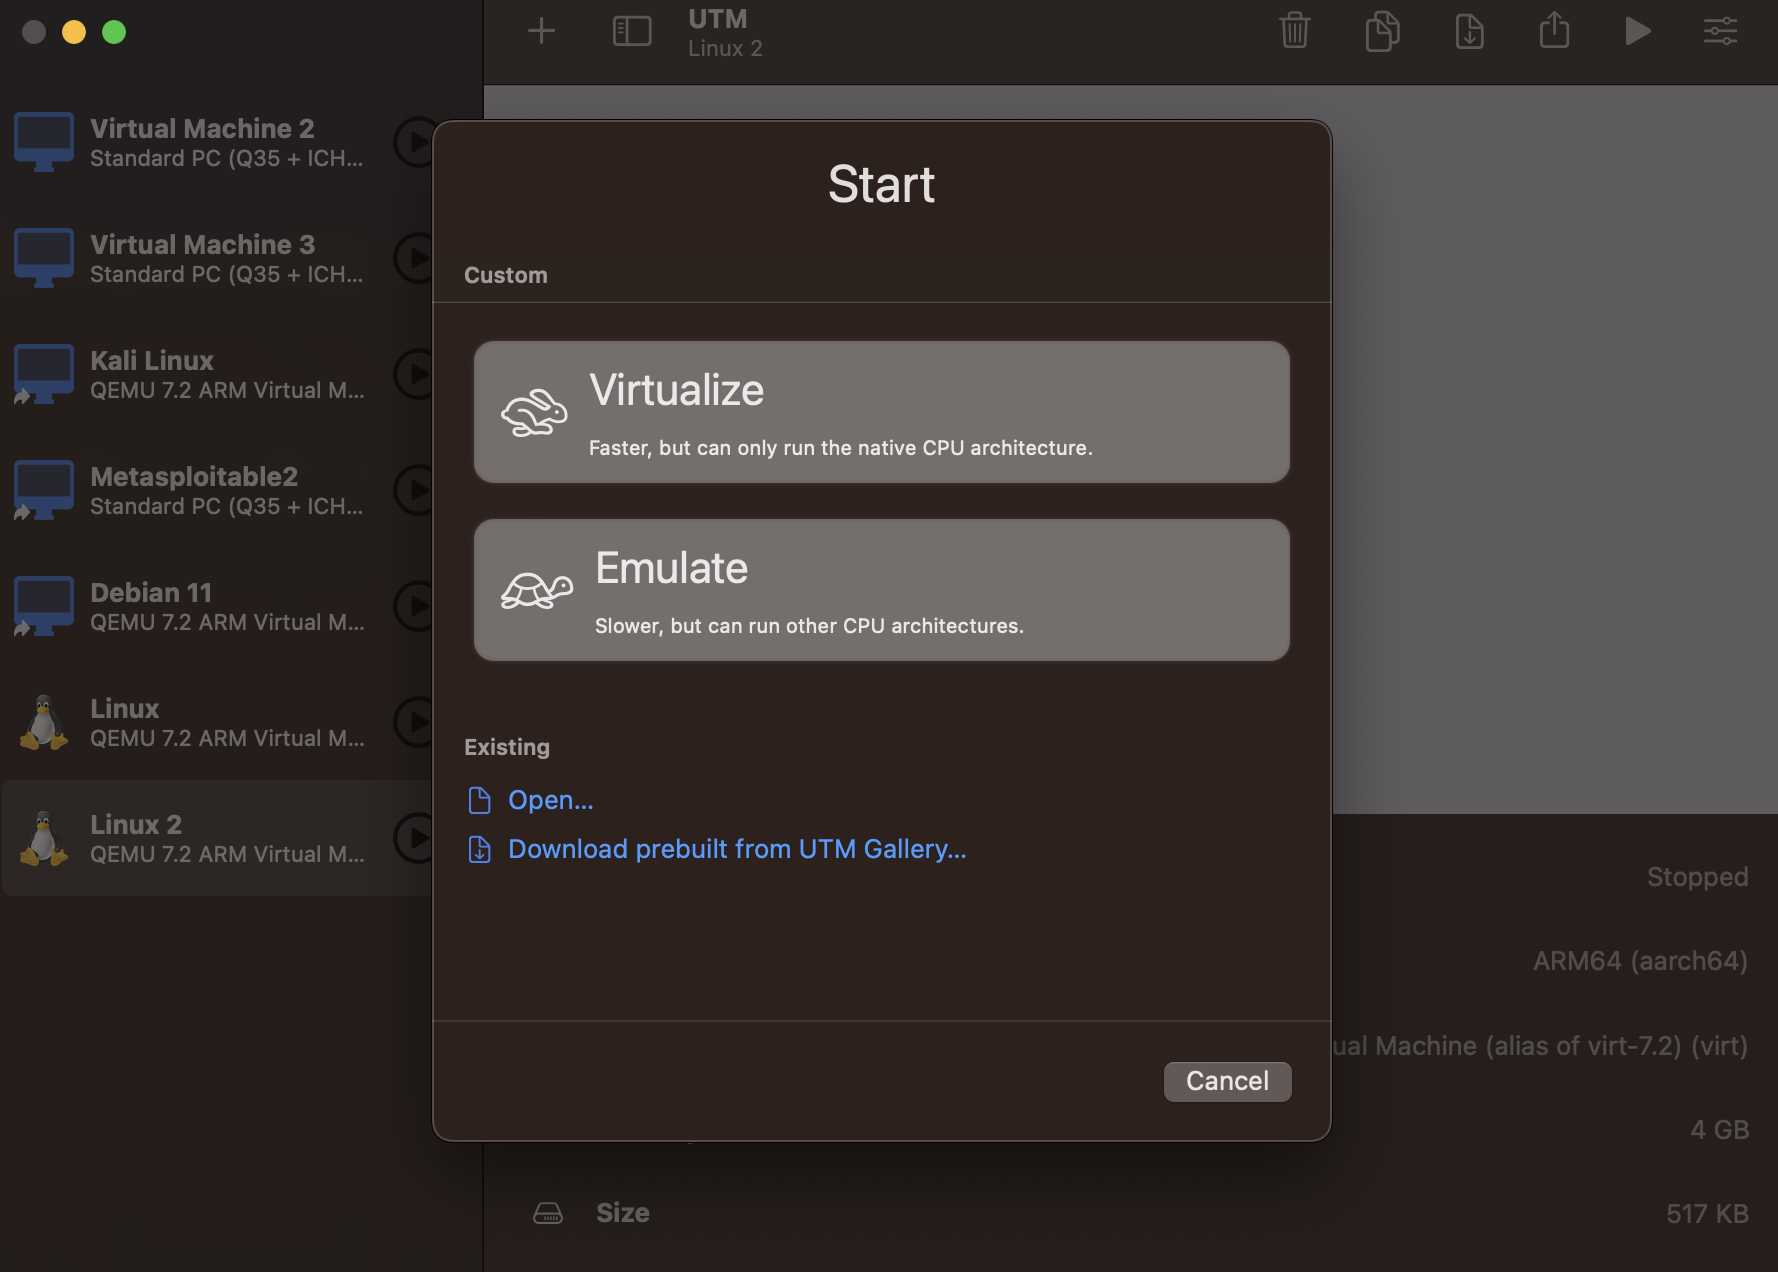 UTM
Linux 2
Virtual Machine 2
Standard PC (Q35 + ICH...
Virtual Machine 3
Standard PC (Q35 + ICH...
Kali Linux
QEMU 7.2 ARM Virtual M...
Metasploitable2
Standard PC (Q35 + ICH...
Debian 11
QEMU 7.2 ARM Virtual M...
Linux
QEMU 7.2 ARM Virtual M...
Linux 2
QEMU 7.2 ARM Virtual M...
Start
Custom
Virtualize
Faster, but can only run the native CPU architecture.
Emulate
Slower, but can run other CPU architectures.
Existing
Open...
Download prebuilt from UTM Gallery...
Cancel
Stopped
ARM64 (aarch64)
Machine (alias of virt-7.2) (virt)
4 GB
Size
517 KB